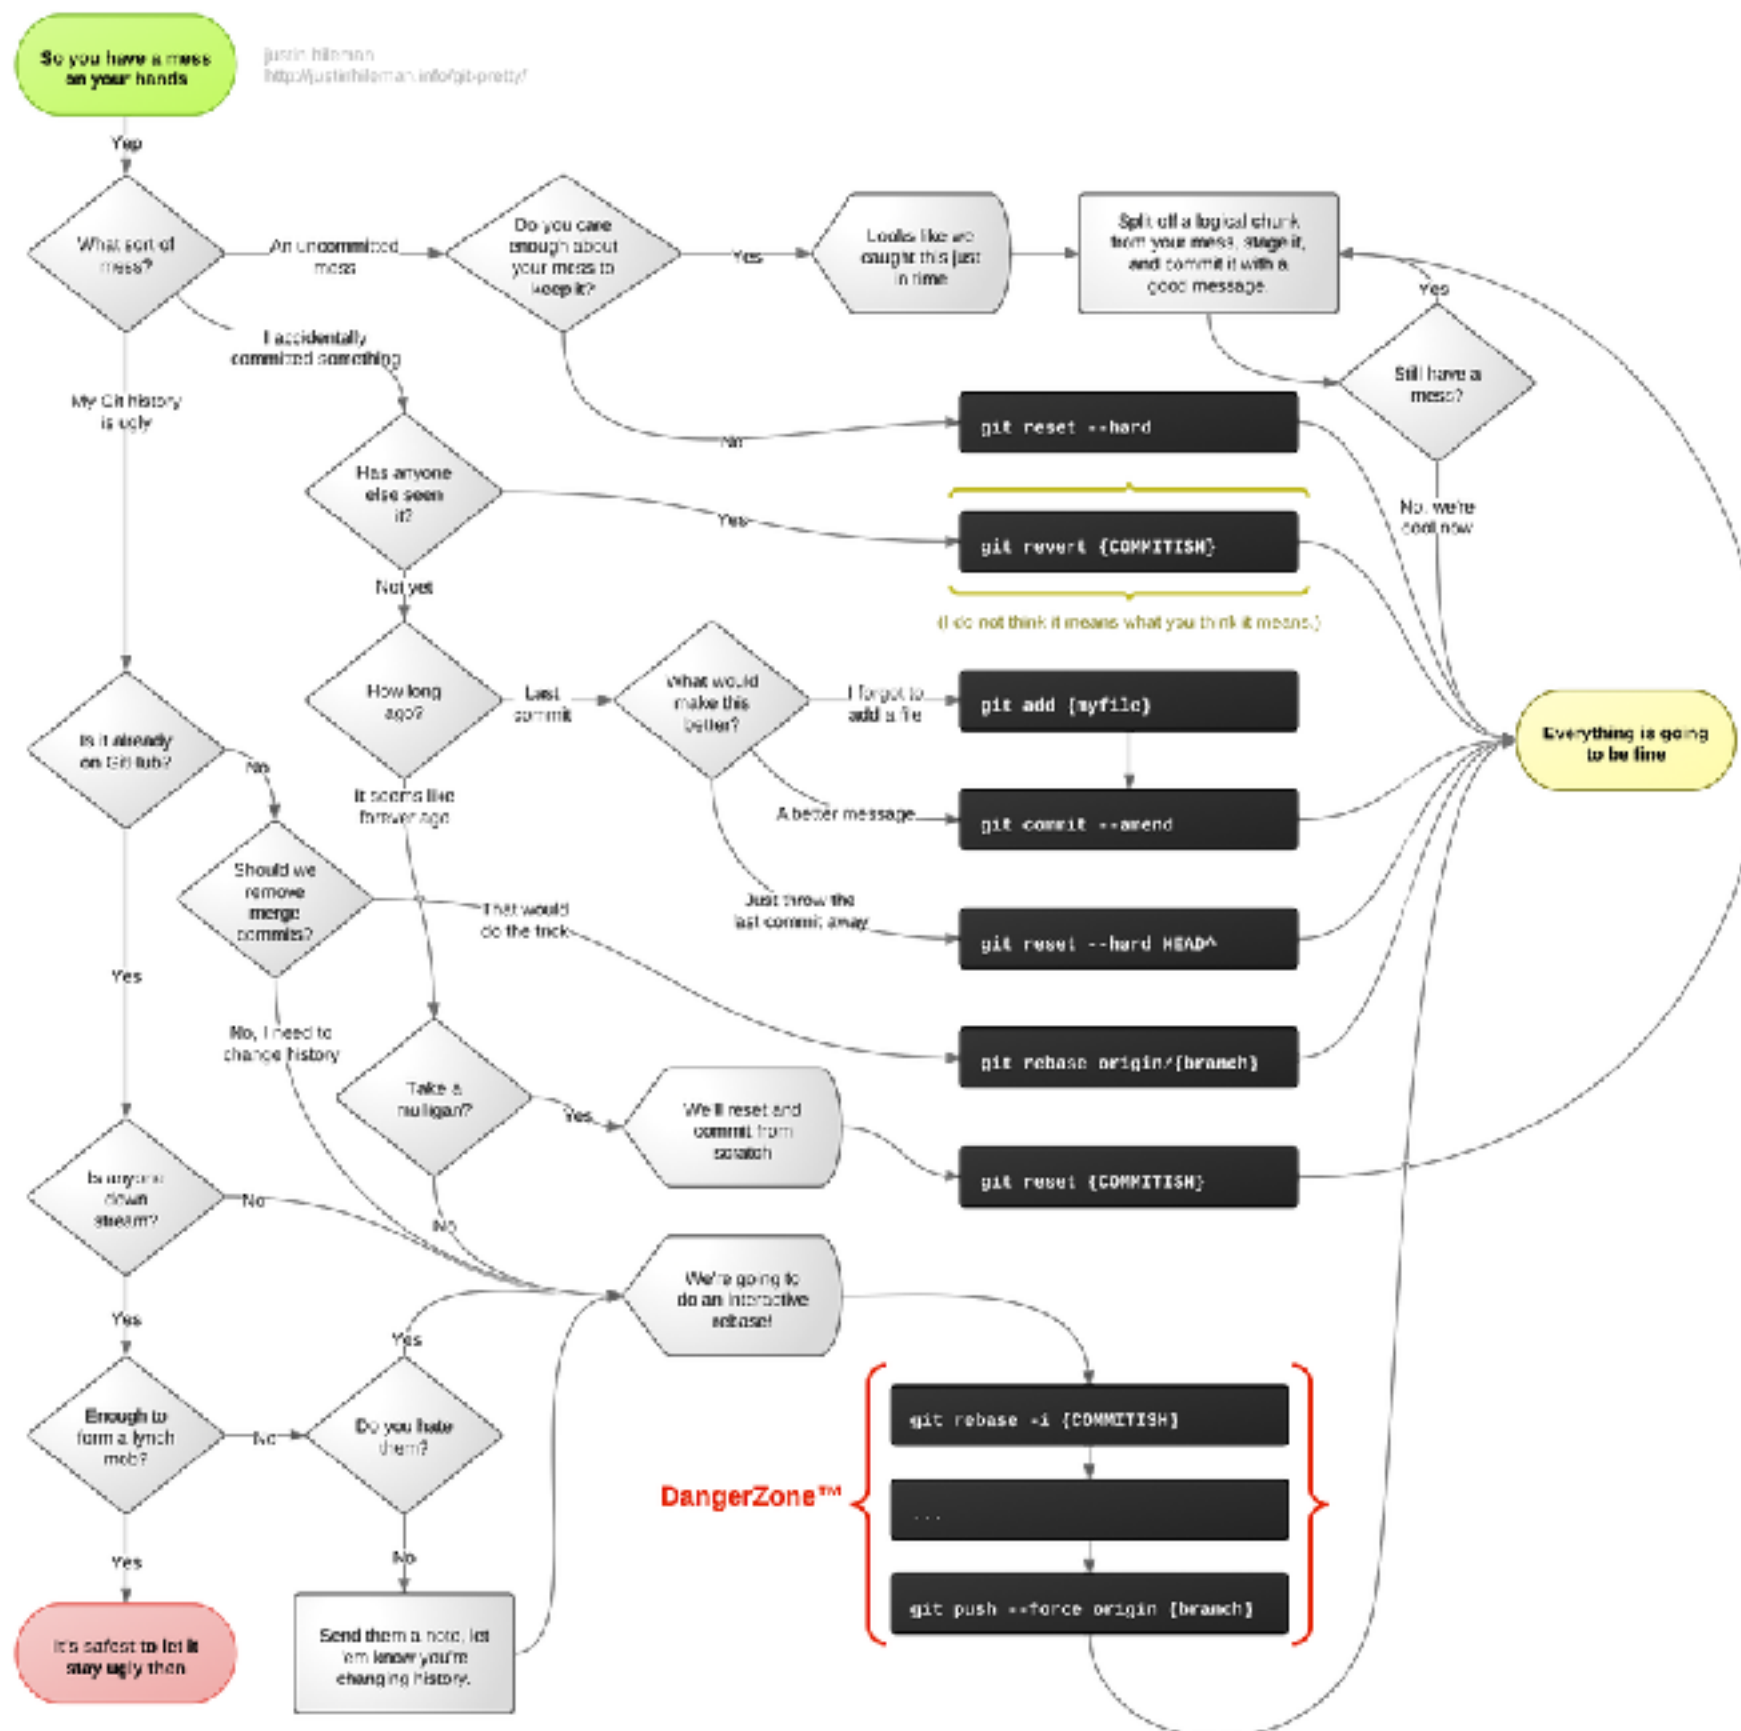 So you have a mess
on your hands
justin hileman
http://justinhileman.info/git-pretty/
Yep
What sort of
mess?
An uncommitted
mess
Do you care
enough about
your mess to
keep it?
Yes
Looks like we
caught this just
in time
Split off a logical chunk
from your mess, stage it,
and commit it with a
good message.
Yes
Still have a
mess?
I accidentally
committed something
My Git history
is ugly
No
git reset --hard
Has anyone
else seen
it?
Yes
git revert {COMMITISH}
No, we're
cool now
(I do not think it means what you think it means.)
Not yet
How long
ago?
Last
commit
What would
make this
better?
I forgot to
add a file
git add {myfile}
Everything is going
to be fine
Is it already
on GitHub?
No
It seems like
forever ago
A better message
git commit --amend
Should we
remove
merge
commits?
That would
do the trick
Just throw the
last commit away
git reset --hard HEAD^
Yes
No, I need to
change history
git rebase origin/{branch}
Take a
mulligan?
Yes
We'll reset and
commit from
scratch
git reset {COMMITISH}
Is anyone
down
stream?
No
No
We're going to
do an interactive
rebase!
Yes
Yes
Enough to
form a lynch
mob?
No
Do you hate
them?
git rebase -i {COMMITISH}
DangerZone™
...
Yes
No
git push --force origin {branch}
It's safest to let it
stay ugly then
Send them a note, let
'em know you're
changing history.